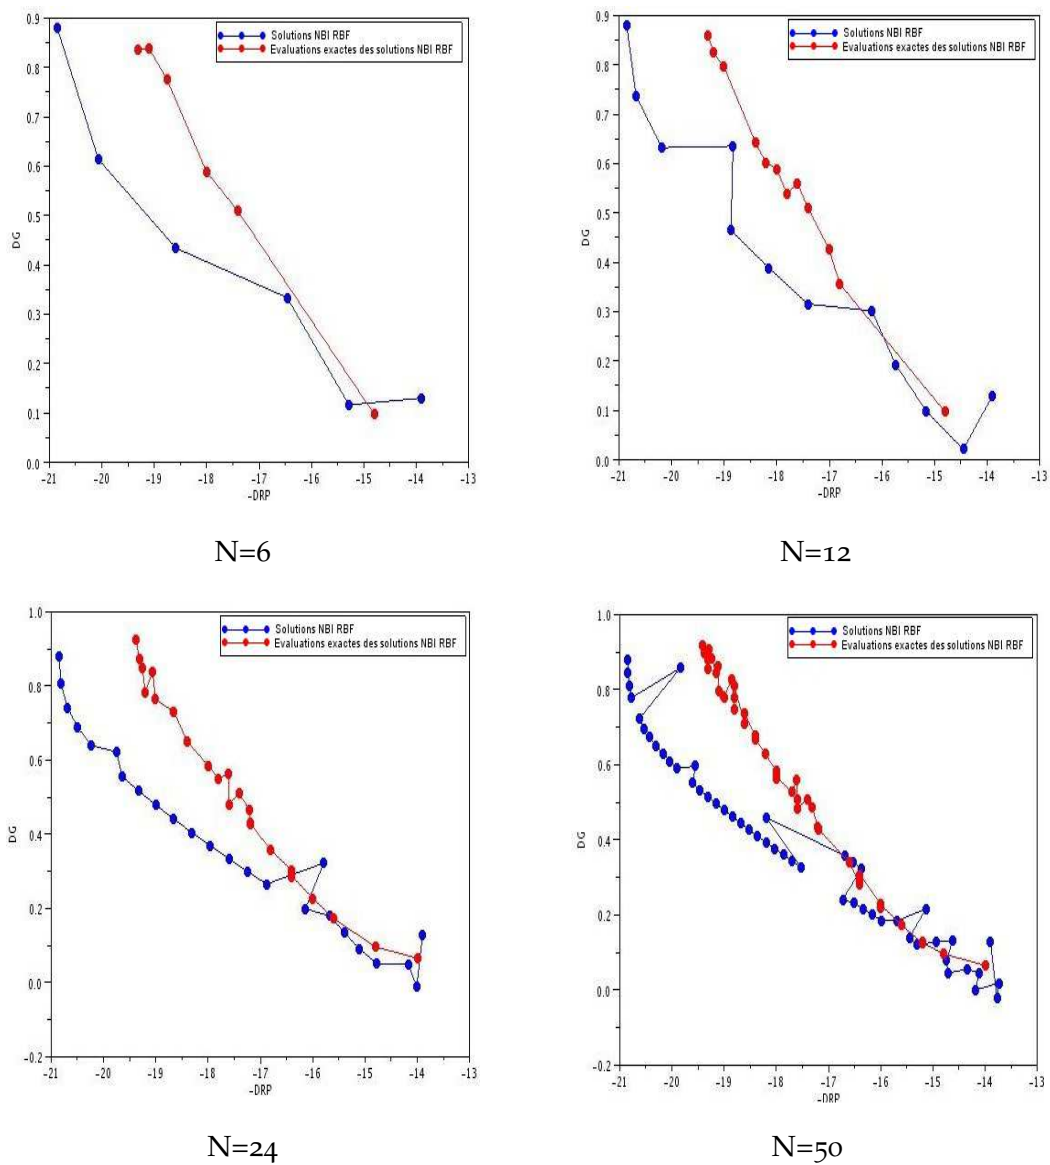 Solutions NBI RBF
Evaluations exactes des solutions NBI RBF
0.9
0.8
0.7
0.6
0.5
0.4
0.3
0.2
0.1
0.0
DG
-21 -20 -19 -18 -17 -16 -15 -14 -13
-DRP
N=6
Solutions NBI RBF
Evaluations exactes des solutions NBI RBF
0.9
0.8
0.7
0.6
0.5
0.4
0.3
0.2
0.1
0.0
DG
-21 -20 -19 -18 -17 -16 -15 -14 -13
-DRP
N=12
Solutions NBI RBF
Evaluations exactes des solutions NBI RBF
1.0
0.8
0.6
0.4
0.2
0.0
-0.2
DG
-21 -20 -19 -18 -17 -16 -15 -14 -13
-DRP
N=24
Solutions NBI RBF
Evaluations exactes des solutions NBI RBF
1.0
0.8
0.6
0.4
0.2
0.0
-0.2
DG
-21 -20 -19 -18 -17 -16 -15 -14 -13
-DRP
N=50